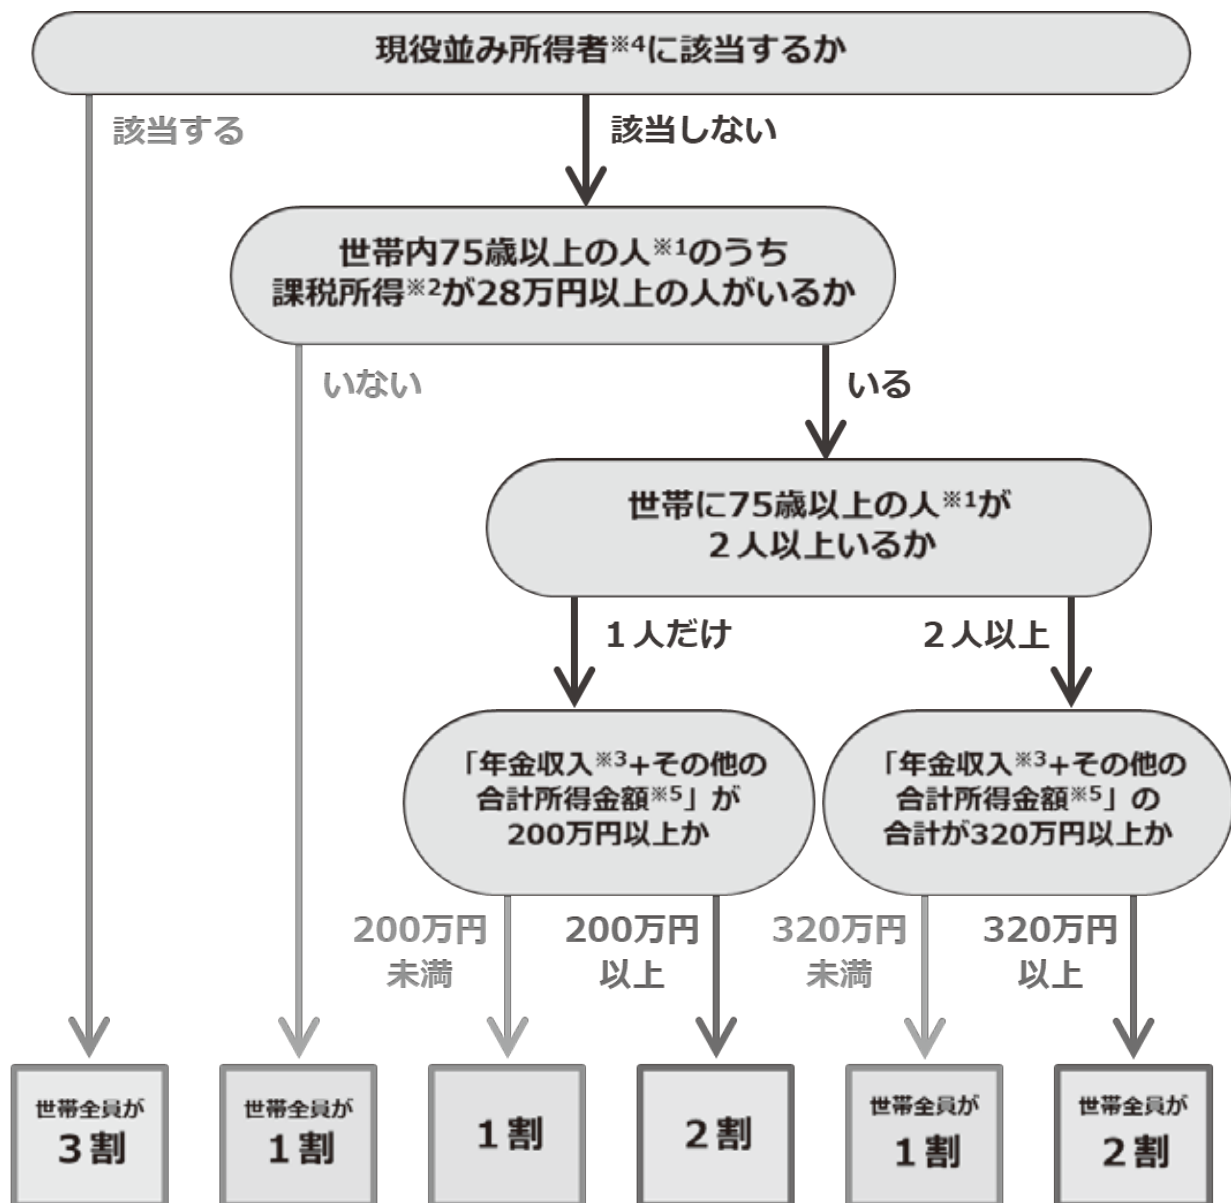 現役並み所得者※4に該当するか
該当する
該当しない
世帯内75歳以上の人※1のうち
課税所得※2が28万円以上の人がいるか
いない
いる
世帯に75歳以上の人※1が
２人以上いるか
１人だけ
２人以上
「年金収入※3+その他の
合計所得金額※5」が
200万円以上か
「年金収入※3+その他の
合計所得金額※5」の
合計が320万円以上か
200万円
未満
200万円
以上
320万円
未満
320万円
以上
世帯全員が
３割
世帯全員が
１割
１割
２割
世帯全員が
１割
世帯全員が
２割